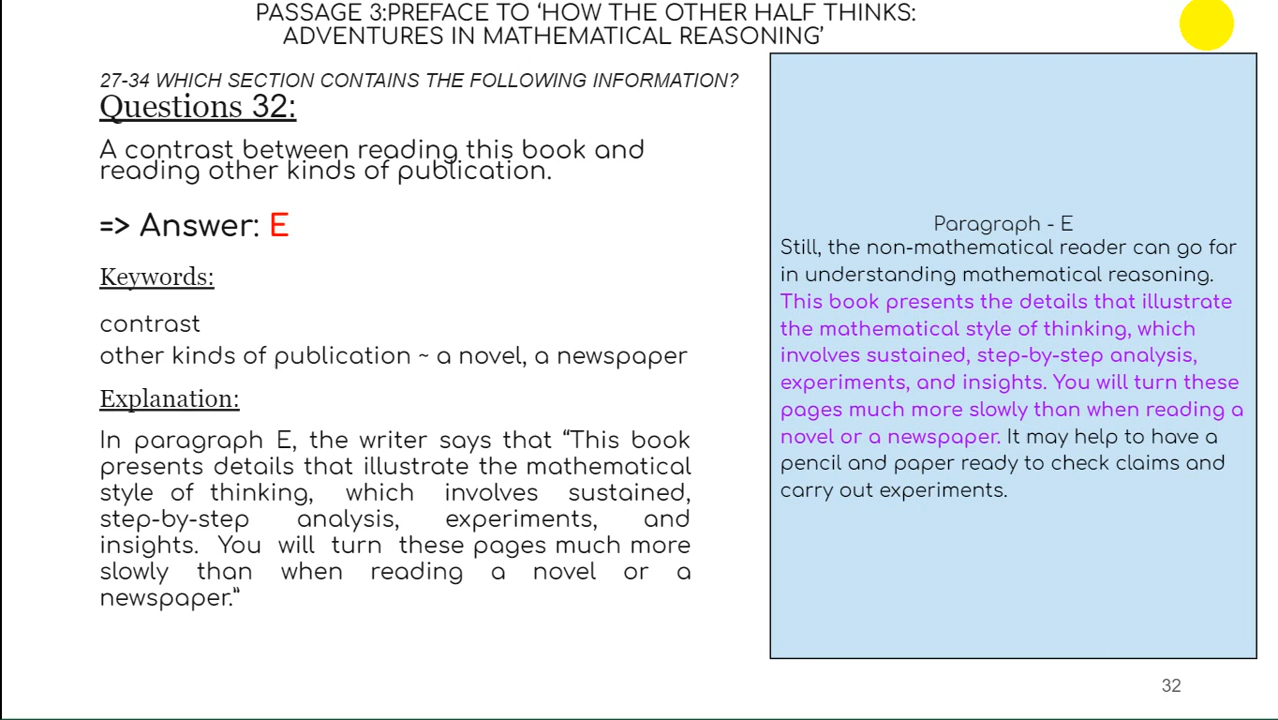 PASSAGE 3:PREFACE TO ‘HOW THE OTHER HALF THINKS:
ADVENTURES IN MATHEMATICAL REASONING’
27-34 WHICH SECTION CONTAINS THE FOLLOWING INFORMATION?
Questions 32:
A contrast between reading this book and
reading other kinds of publication.
=> Answer: E
Keywords:
contrast
other kinds of publication ~ a novel, a newspaper
Explanation:
In paragraph E, the writer says that “This book
presents details that illustrate the mathematical
style of thinking, which involves sustained,
step-by-step analysis, experiments, and
insights. You will turn these pages much more
slowly than when reading a novel or a
newspaper.”
Paragraph - E
Still, the non-mathematical reader can go far
in understanding mathematical reasoning.
This book presents the details that illustrate
the mathematical style of thinking, which
involves sustained, step-by-step analysis,
experiments, and insights. You will turn these
pages much more slowly than when reading a
novel or a newspaper. It may help to have a
pencil and paper ready to check claims and
carry out experiments.
32